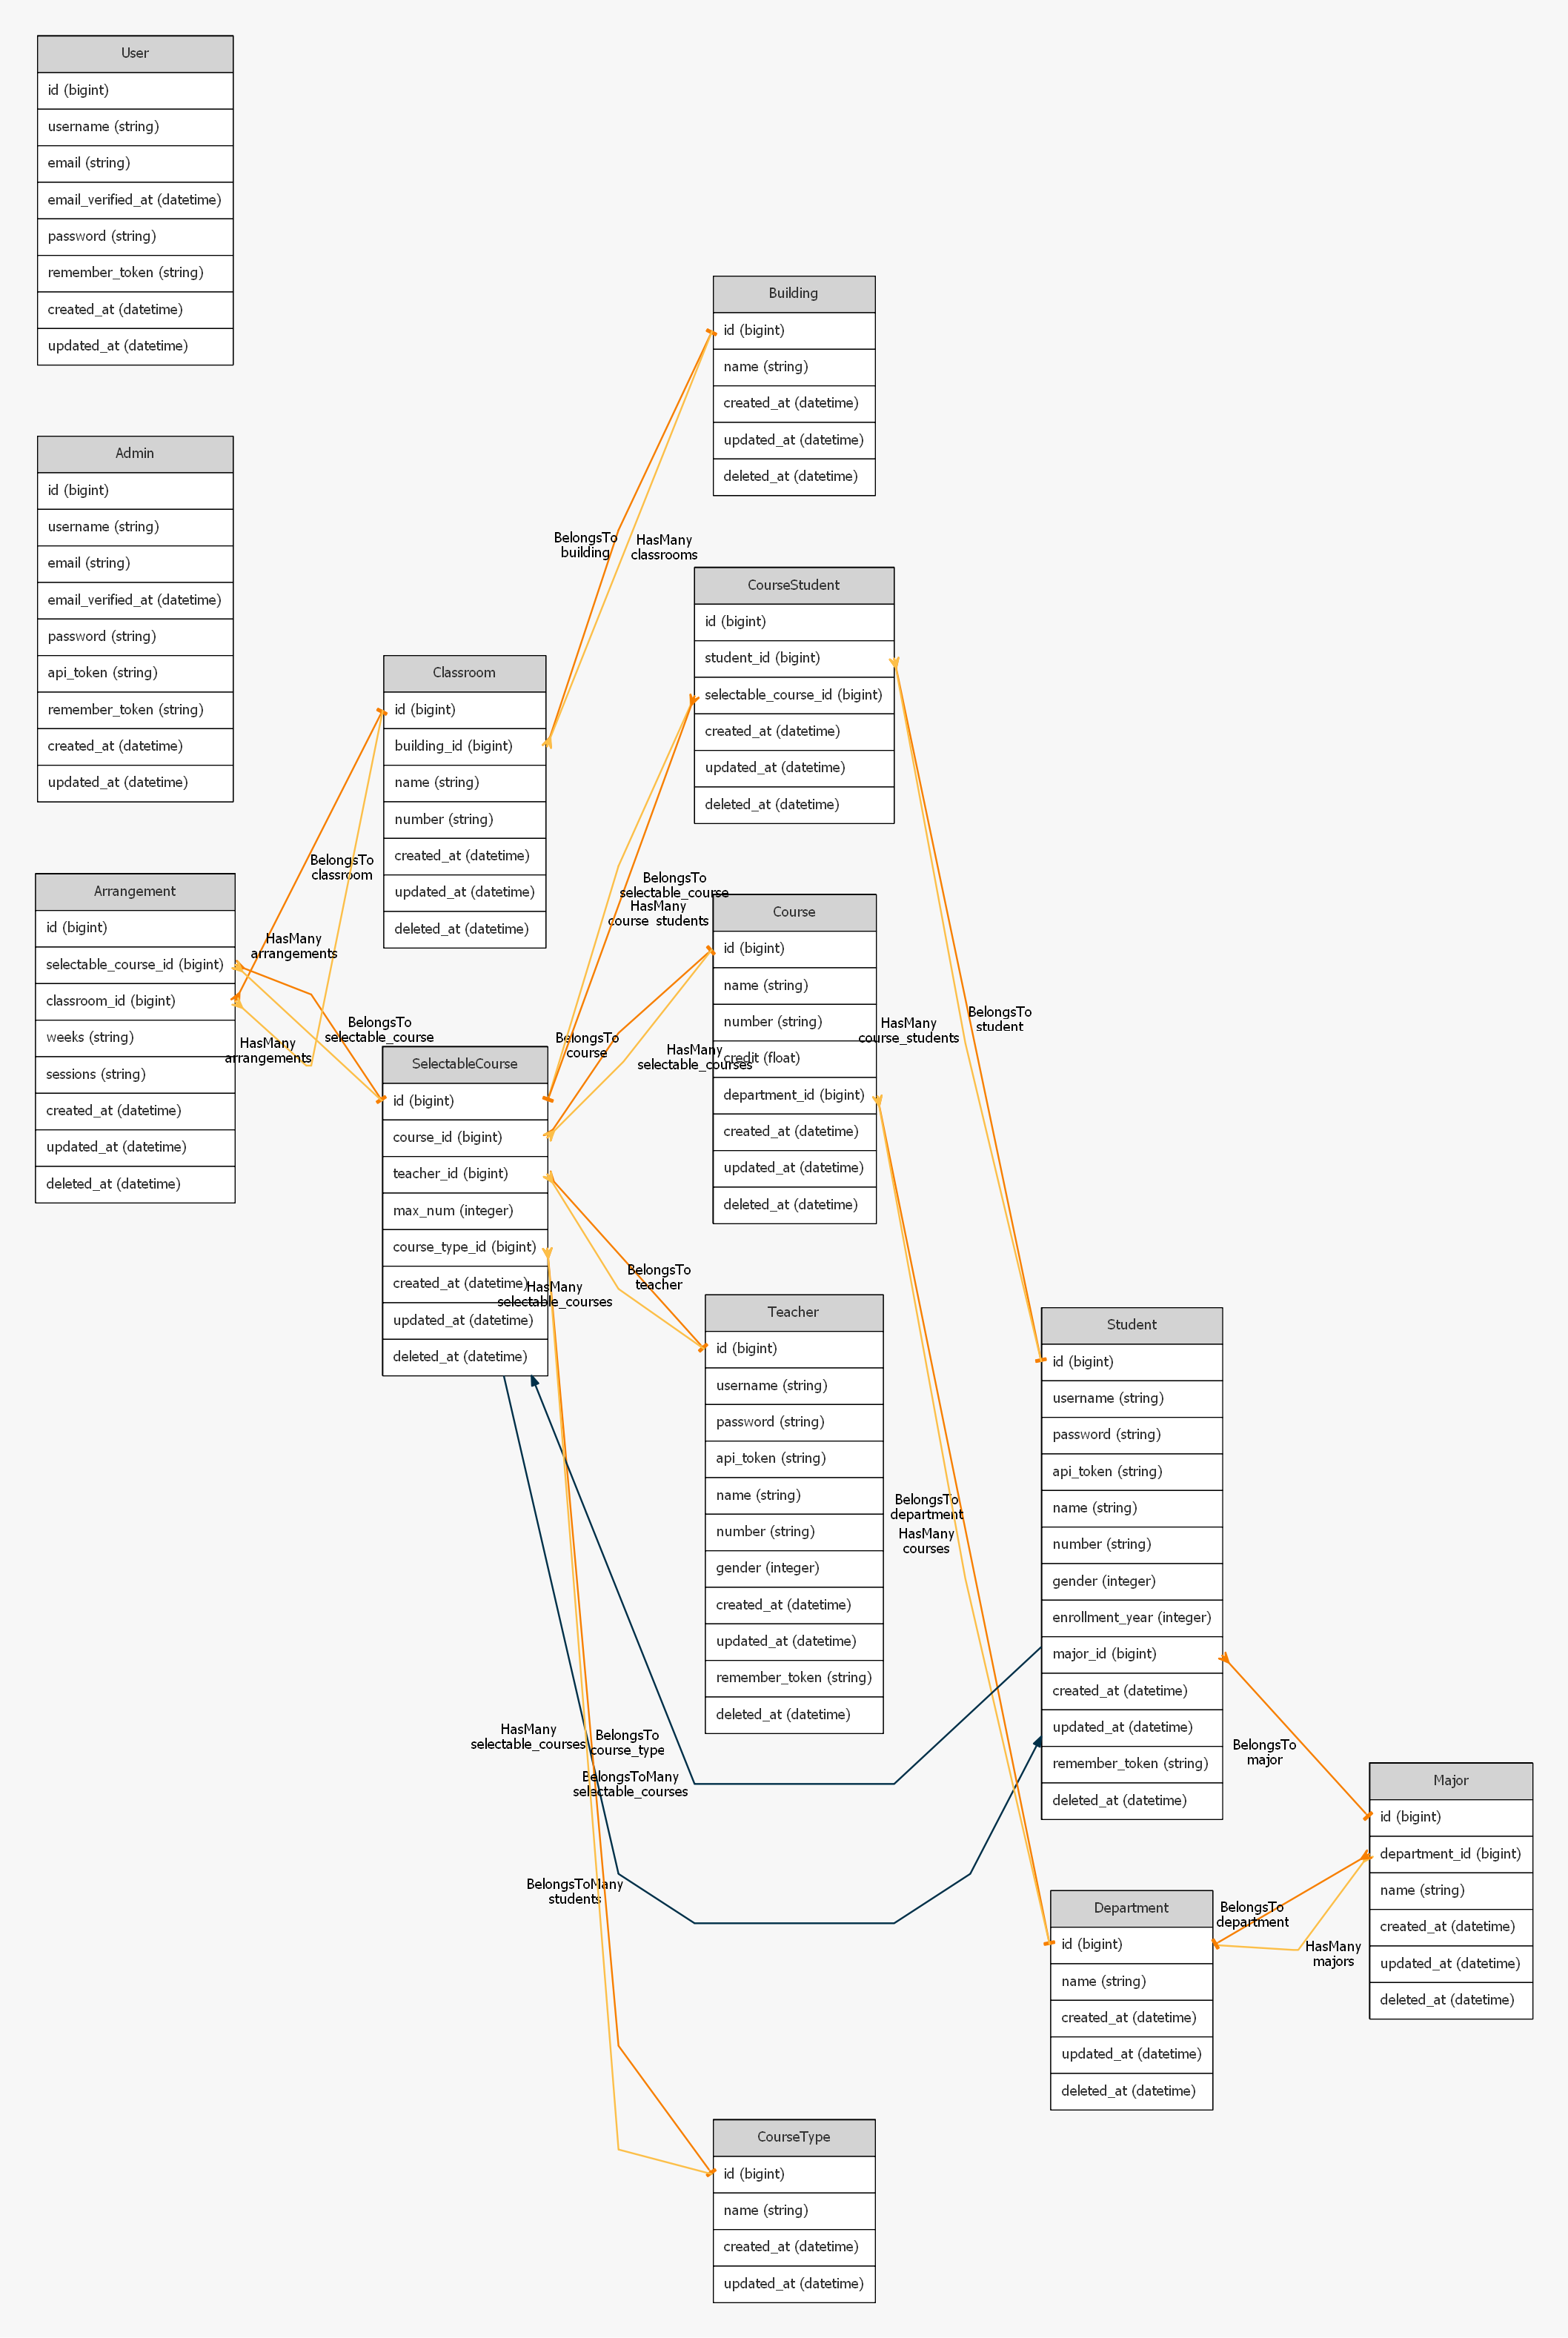 User
id (bigint)
username (string)
email (string)
email_verified_at (datetime)
password (string)
remember_token (string)
created_at (datetime)
updated_at (datetime)
Admin
id (bigint)
username (string)
email (string)
email_verified_at (datetime)
password (string)
api_token (string)
remember_token (string)
created_at (datetime)
updated_at (datetime)
Arrangement
id (bigint)
selectable_course_id (bigint)
classroom_id (bigint)
weeks (string)
sessions (string)
created_at (datetime)
updated_at (datetime)
deleted_at (datetime)
BelongsTo
classroom
HasMany
arrangements
BelongsTo
selectable_course
HasMany
arrangements
Classroom
id (bigint)
building_id (bigint)
name (string)
number (string)
created_at (datetime)
updated_at (datetime)
deleted_at (datetime)
SelectableCourse
id (bigint)
course_id (bigint)
teacher_id (bigint)
max_num (integer)
course_type_id (bigint)
created_at (datetime)
updated_at (datetime)
deleted_at (datetime)
BelongsTo
building
HasMany
classrooms
BelongsTo
selectable_course
HasMany
course_students
BelongsTo
course
HasMany
selectable_courses
BelongsTo
teacher
HasMany
selectable_courses
HasMany
selectable_courses
BelongsTo
course_type
BelongsToMany
selectable_courses
BelongsToMany
students
Building
id (bigint)
name (string)
created_at (datetime)
updated_at (datetime)
deleted_at (datetime)
CourseStudent
id (bigint)
student_id (bigint)
selectable_course_id (bigint)
created_at (datetime)
updated_at (datetime)
deleted_at (datetime)
Course
id (bigint)
name (string)
number (string)
credit (float)
department_id (bigint)
created_at (datetime)
updated_at (datetime)
deleted_at (datetime)
Teacher
id (bigint)
username (string)
password (string)
api_token (string)
name (string)
number (string)
gender (integer)
created_at (datetime)
updated_at (datetime)
remember_token (string)
deleted_at (datetime)
CourseType
id (bigint)
name (string)
created_at (datetime)
updated_at (datetime)
HasMany
course_students
BelongsTo
student
BelongsTo
department
HasMany
courses
Student
id (bigint)
username (string)
password (string)
api_token (string)
name (string)
number (string)
gender (integer)
enrollment_year (integer)
major_id (bigint)
created_at (datetime)
updated_at (datetime)
remember_token (string)
deleted_at (datetime)
Department
id (bigint)
name (string)
created_at (datetime)
updated_at (datetime)
deleted_at (datetime)
BelongsTo
major
BelongsTo
department
HasMany
majors
Major
id (bigint)
department_id (bigint)
name (string)
created_at (datetime)
updated_at (datetime)
deleted_at (datetime)